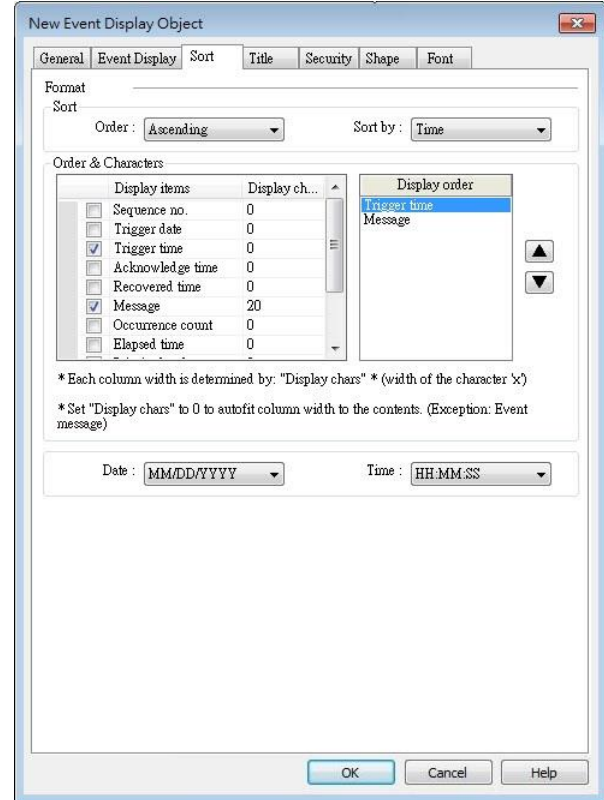 New Event Display Object
General Event Display Sort Title Security Shape Font
Format
Sort
Order : Ascending Sort by : Time
Order & Characters
Display items Display ch... Display order
Sequence no. 0
Trigger date 0
Trigger time 0
Acknowledge time 0
Recovered time 0
Message 20
Occurrence count 0
Elapsed time 0
Trigger time
Message
* Each column width is determined by: "Display chars" * (width of the character 'x')
* Set "Display chars" to 0 to autofit column width to the contents. (Exception: Event
message)
Date : MM/DD/YYYY Time : HH:MM:SS
OK Cancel Help